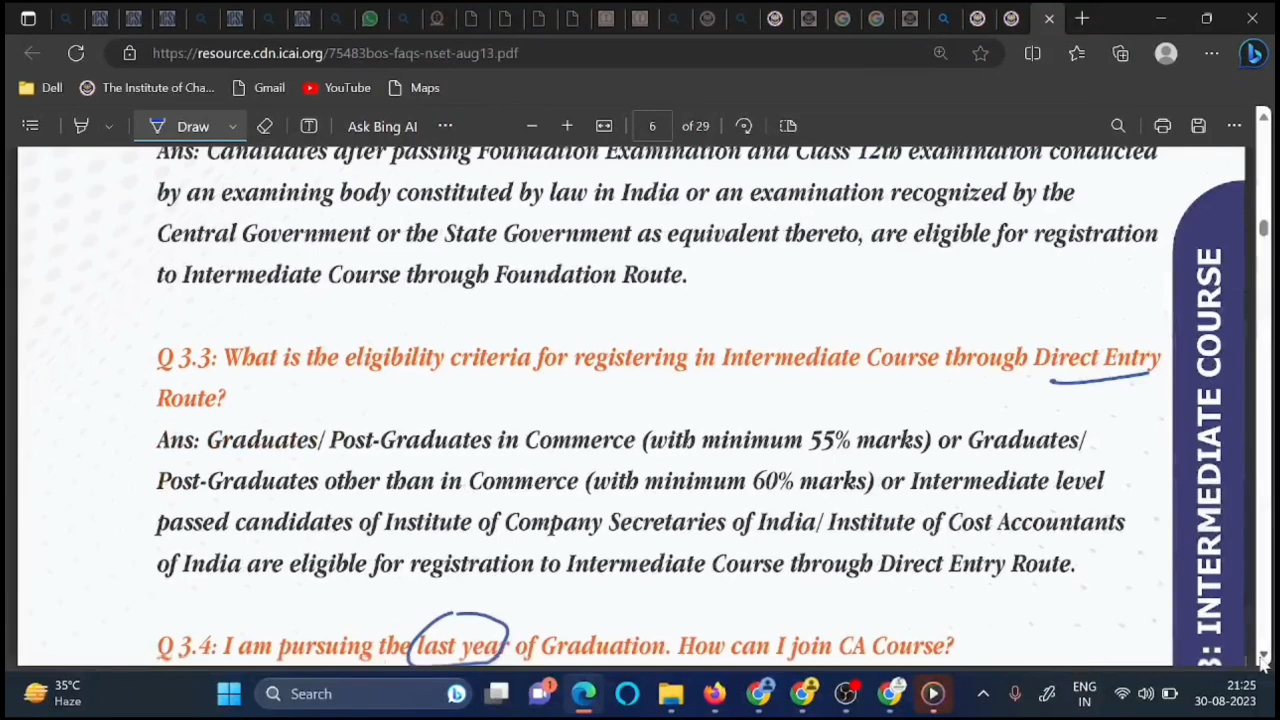 https://resource.cdn.icai.org/75483bos-faqs-nset-aug13.pdf
Dell The Institute of Cha... Gmail YouTube Maps
Draw Ask Bing AI 6 of 29
Ans: Candidates after passing Foundation Examination and Class 12th examination conducted
by an examining body constituted by law in India or an examination recognized by the
Central Government or the State Government as equivalent thereto, are eligible for registration
to Intermediate Course through Foundation Route.
Q 3.3: What is the eligibility criteria for registering in Intermediate Course through Direct Entry
Route?
Ans: Graduates/ Post-Graduates in Commerce (with minimum 55% marks) or Graduates/
Post-Graduates other than in Commerce (with minimum 60% marks) or Intermediate level
passed candidates of Institute of Company Secretaries of India/ Institute of Cost Accountants
of India are eligible for registration to Intermediate Course through Direct Entry Route.
Q 3.4: I am pursuing the last year of Graduation. How can I join CA Course?
3: INTERMEDIATE COURSE
35°C
Haze
Search
1
ENG
IN
21:25
30-08-2023